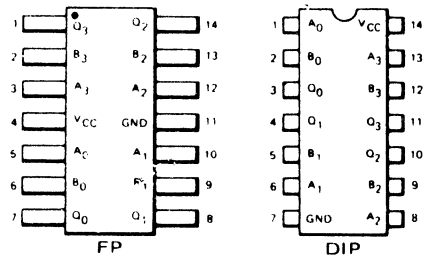 1 Q3 Q2 14
2 B3 B2 13
3 A3 A2 12
4 VCC GND 11
5 A0 A1 10
6 B0 B1 9
7 Q0 Q1 8
FP
1 A0 VCC 14
2 B0 A3 13
3 Q0 B3 12
4 Q1 Q3 11
5 B1 Q2 10
6 A1 B2 9
7 GND A2 8
DIP